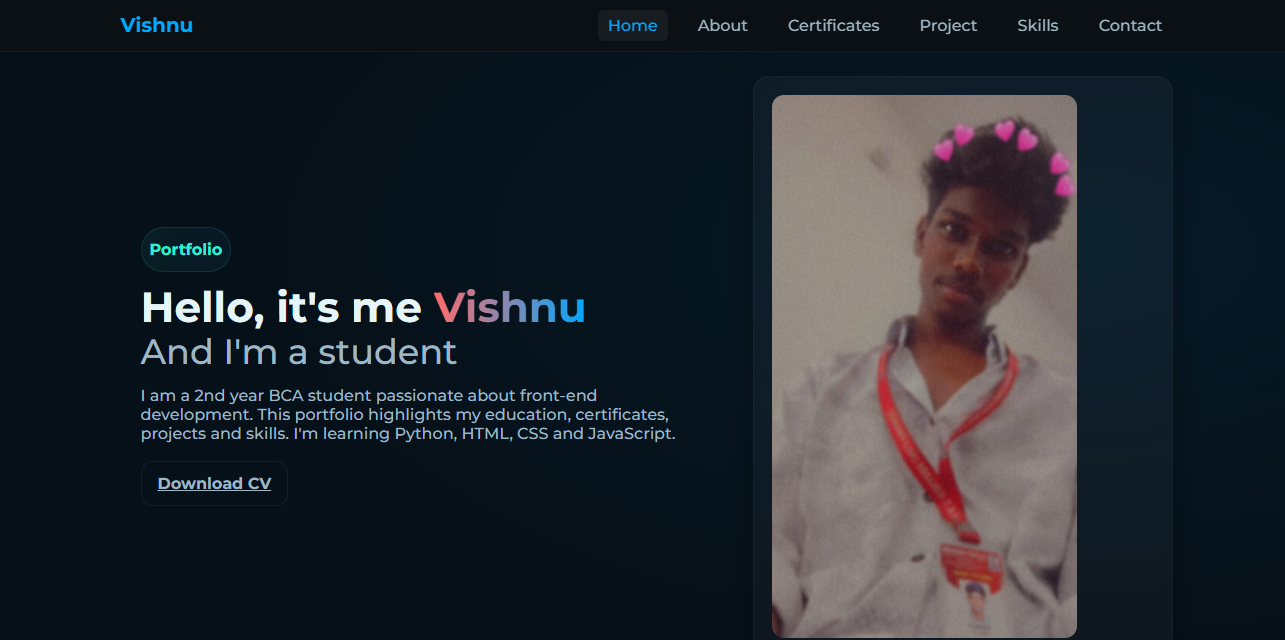 Vishnu
Home
About
Certificates
Project
Skills
Contact
Portfolio
Hello, it's me Vishnu
And I'm a student
I am a 2nd year BCA student passionate about front-end
development. This portfolio highlights my education, certificates,
projects and skills. I'm learning Python, HTML, CSS and JavaScript.
Download CV